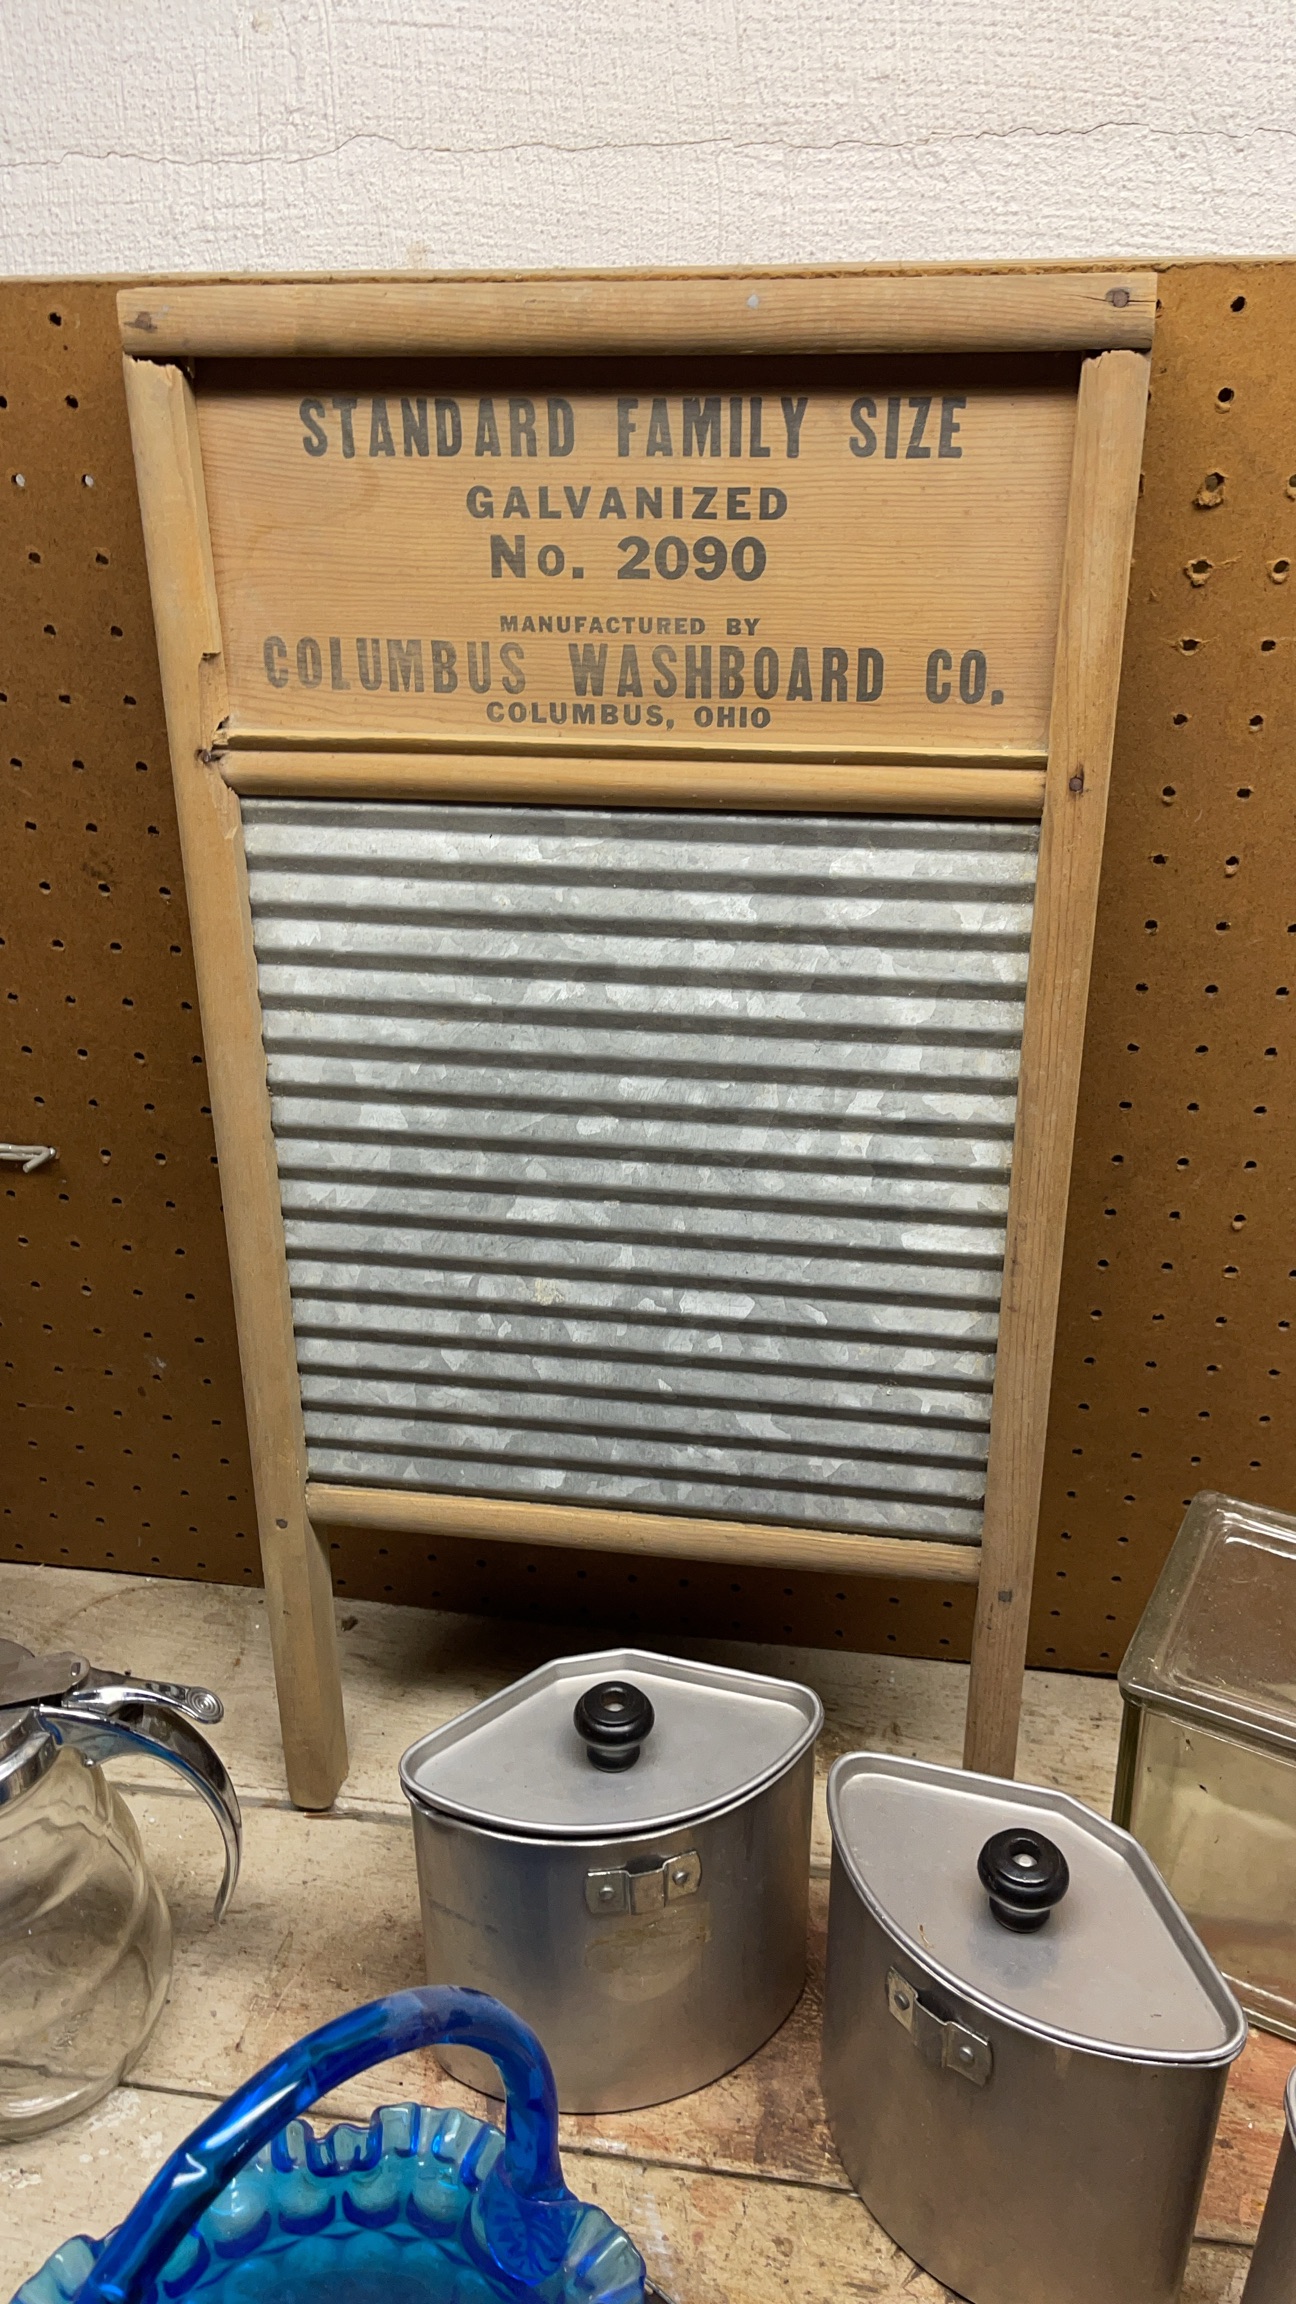 STANDARD FAMILY SIZE
GALVANIZED
No. 2090
MANUFACTURED BY
COLUMBUS WASHBOARD CO.
COLUMBUS, OHIO